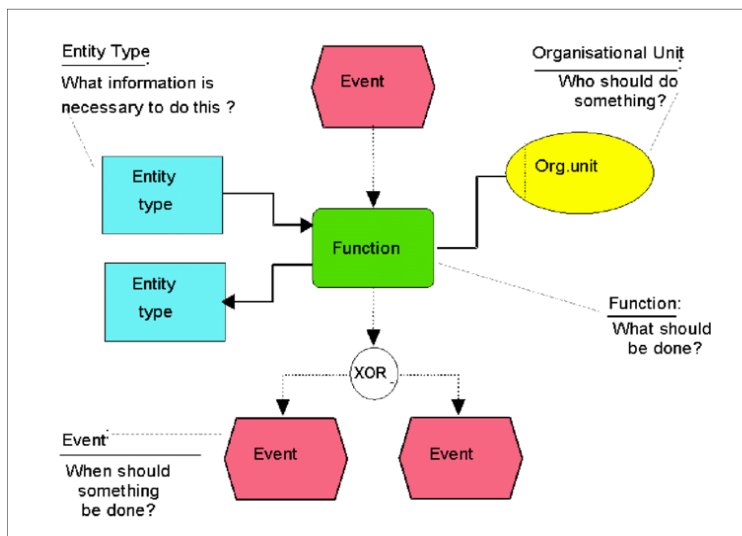 Entity Type:
What information is
necessary to do this ?
Event
Organisational Unit:
Who should do
something?
Entity
type
Org.unit
Function
Entity
type
Function:
What should
be done?
XOR
Event:
When should
something
be done?
Event
Event